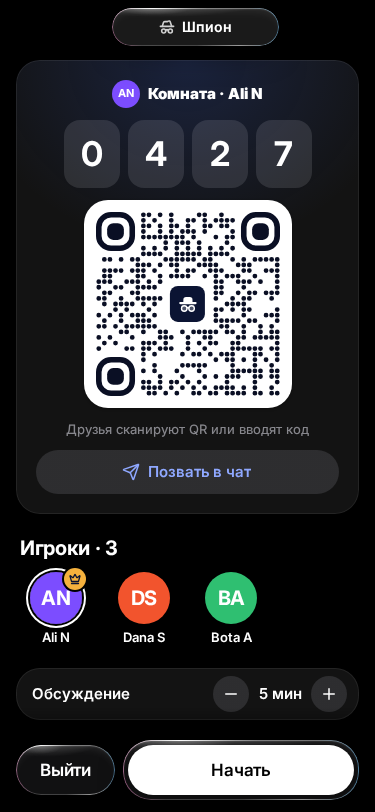 Шпион
AN Комната · Ali N
0 4 2 7
Друзья сканируют QR или вводят код
Позвать в чат
Игроки · 3
AN DS BA
Ali N Dana S Bota A
Обсуждение − 5 мин +
Выйти Начать